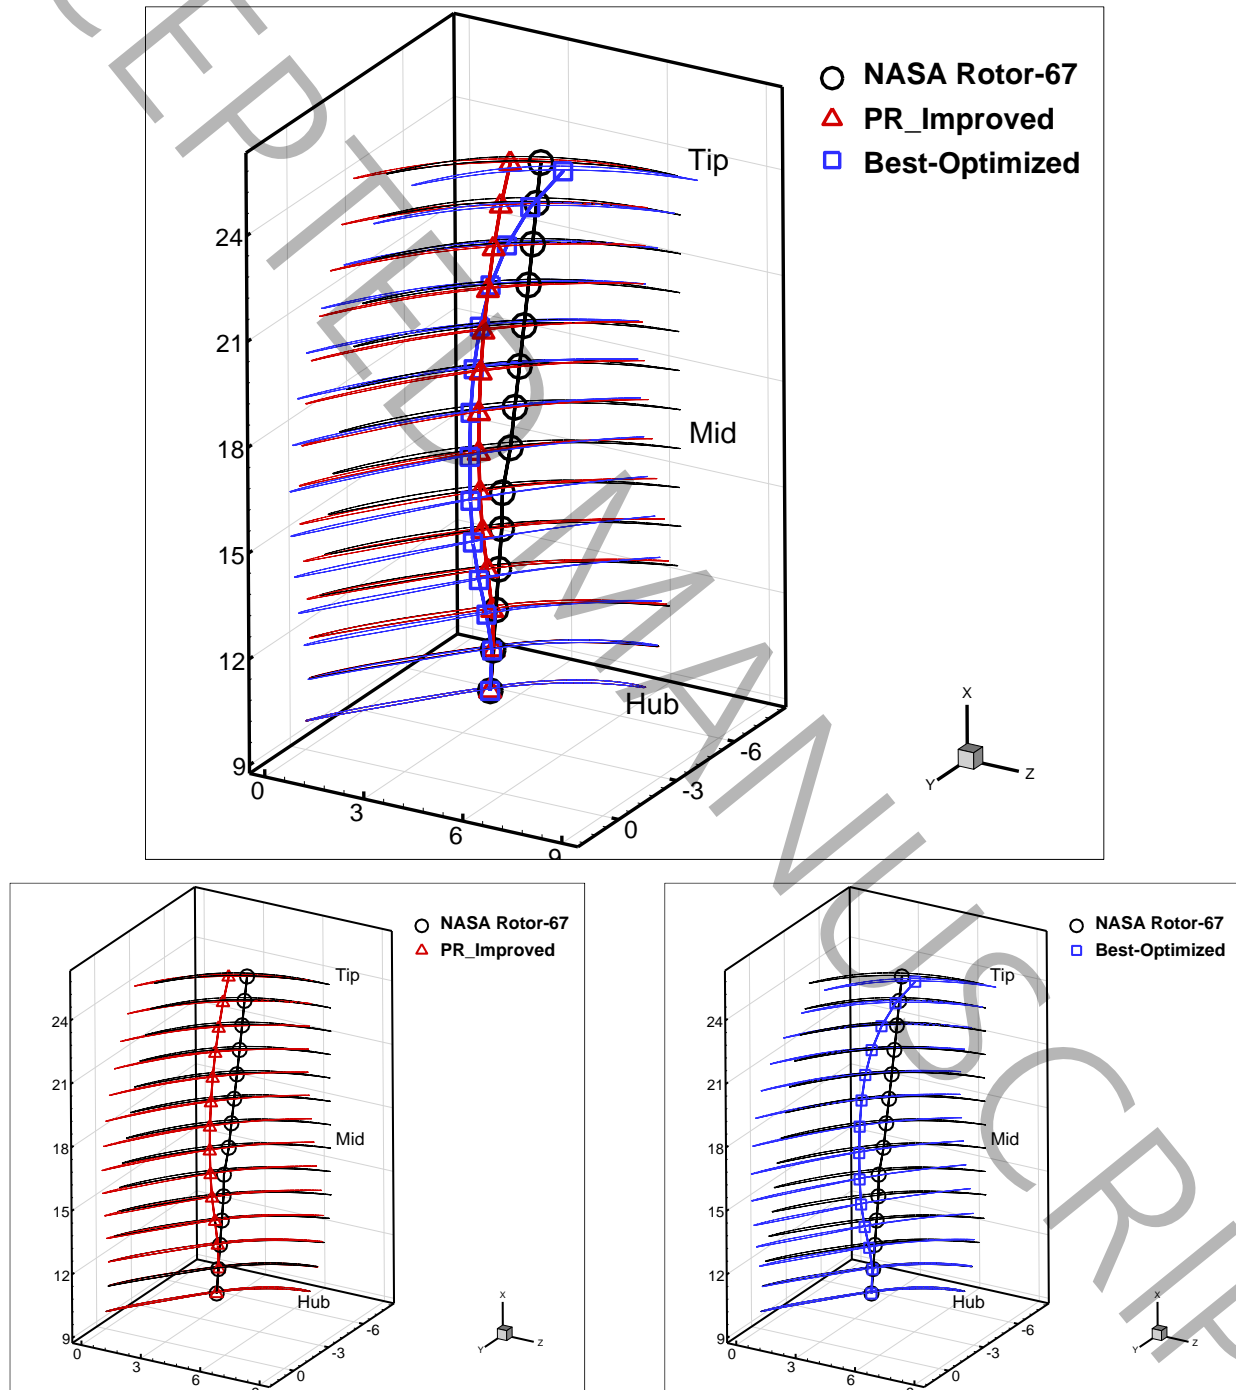 NASA Rotor-67
PR_Improved
Best-Optimized
Tip
Mid
Hub
24
21
18
15
12
9
0
3
6
9
0
-3
-6
X
Y
Z
NASA Rotor-67
PR_Improved
Tip
Mid
Hub
24
21
18
15
12
9
0
3
6
0
-3
-6
X
Y
Z
NASA Rotor-67
Best-Optimized
Tip
Mid
Hub
24
21
18
15
12
9
0
3
6
0
-3
-6
X
Y
Z
CEPTED MANUSCRIP